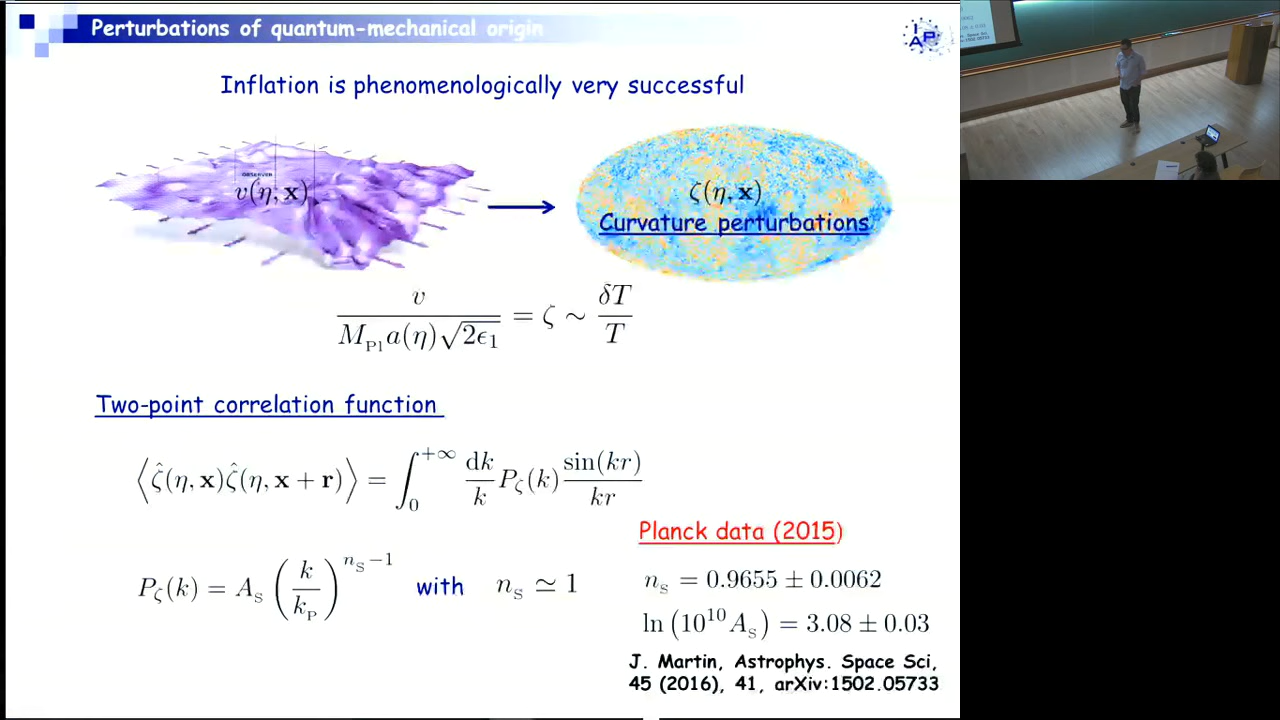 Perturbations of quantum-mechanical origin
IAP
Inflation is phenomenologically very successful
OBSERVER
v(η, x)
ζ(η, x)
Curvature perturbations
v / (M_Pl a(η) √(2ϵ₁)) = ζ ∼ δT / T
Two-point correlation function
⟨ζ̂(η, x)ζ̂(η, x + r)⟩ = ∫₀^{+∞} dk/k P_ζ(k) sin(kr)/kr
Planck data (2015)
P_ζ(k) = A_S (k/k_P)^{n_S−1} with n_S ≃ 1
n_S = 0.9655 ± 0.0062
ln (10¹⁰ A_S) = 3.08 ± 0.03
J. Martin, Astrophys. Space Sci,
45 (2016), 41, arXiv:1502.05733